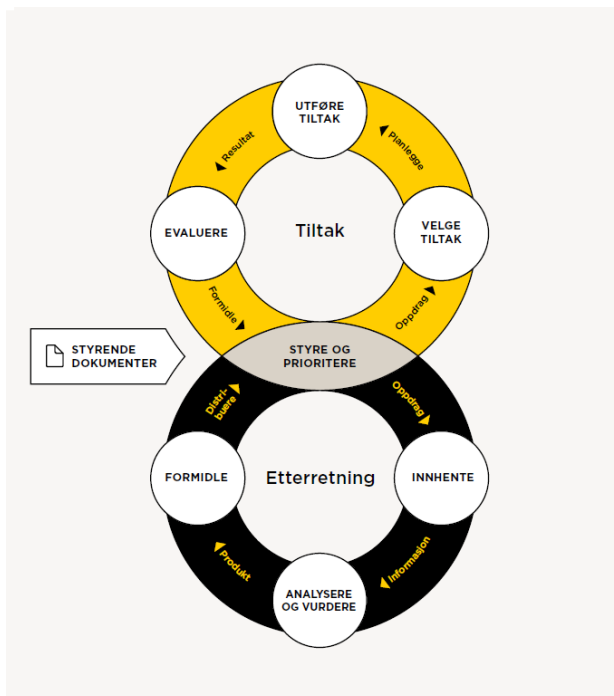 UTFØRE
TILTAK
Resultat
Planlegge
EVALUERE
Tiltak
VELGE
TILTAK
Formidle
Oppdrag
STYRENDE
DOKUMENTER
STYRE OG
PRIORITERE
Distri-
buere
Oppdrag
FORMIDLE
Etterretning
INNHENTE
Produkt
Informasjon
ANALYSERE
OG VURDERE